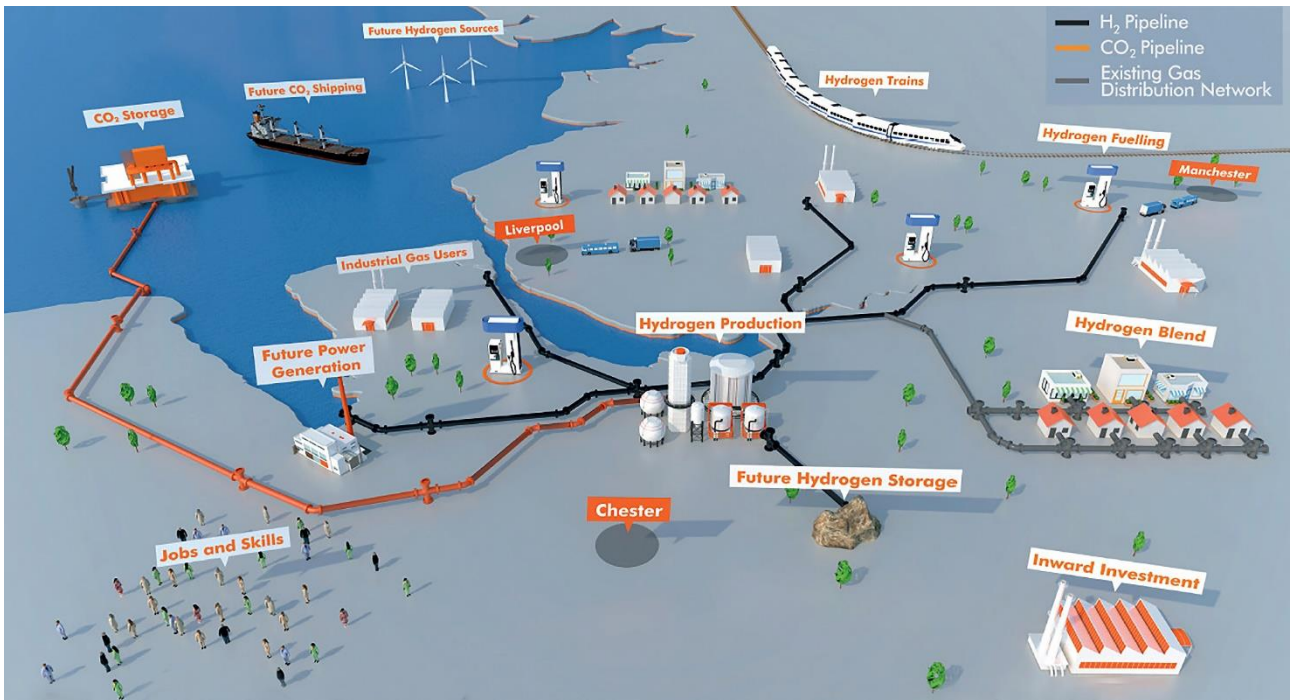 Future Hydrogen Sources
H₂ Pipeline
CO₂ Pipeline
Existing Gas
Distribution Network
Future CO₂ Shipping
Hydrogen Trains
CO₂ Storage
Hydrogen Fuelling
Manchester
Liverpool
Industrial Gas Users
Hydrogen Production
Future Power
Generation
Hydrogen Blend
Future Hydrogen Storage
Chester
Jobs and Skills
Inward Investment